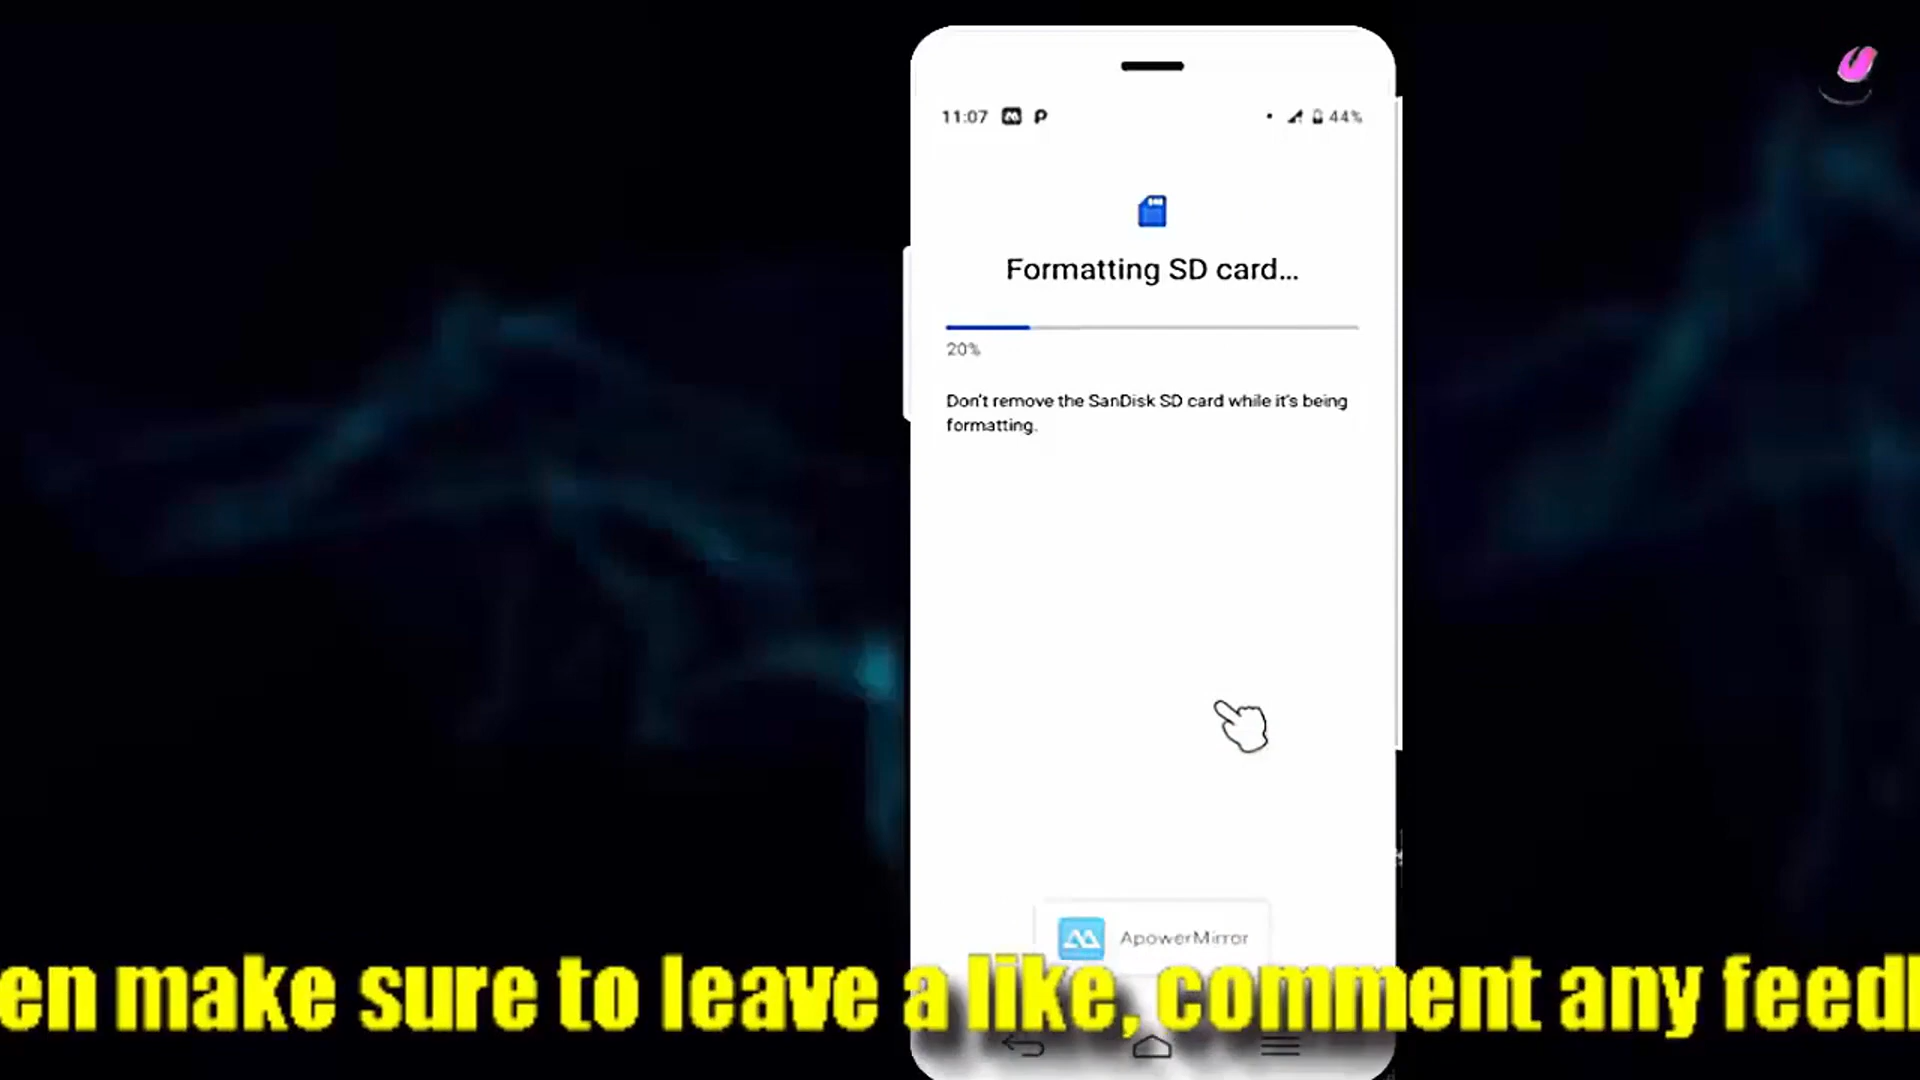 11:07 P 44%
Formatting SD card...
20%
Don't remove the SanDisk SD card while it's being
formatting.
ApowerMirror
en make sure to leave a like, comment any feed